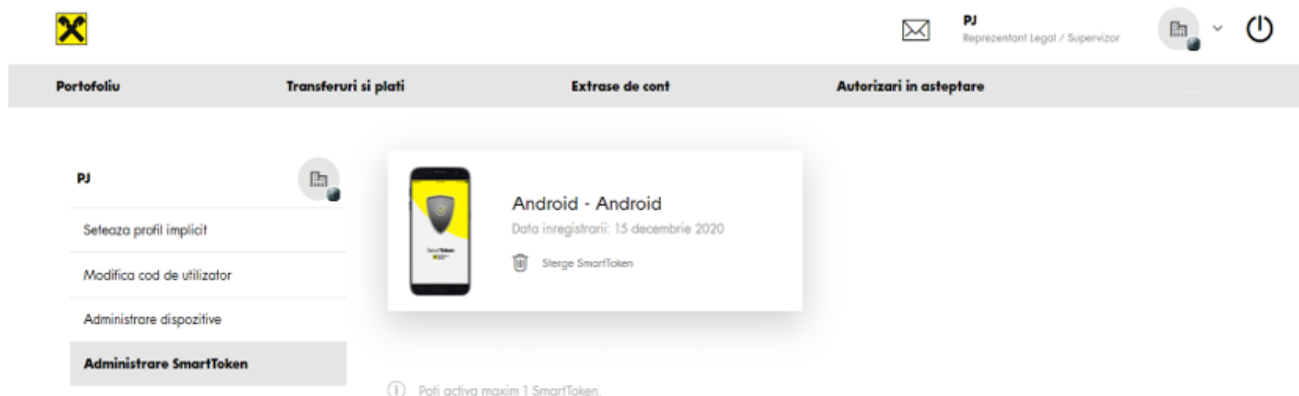 PJ
Reprezentant Legal / Supervizor
Portofoliu
Transferuri si plati
Extrase de cont
Autorizari in asteptare
PJ
Seteaza profil implicit
Modifica cod de utilizator
Administrare dispozitive
Administrare SmartToken
Android - Android
Data inregistrarii: 15 decembrie 2020
Sterge SmartToken
SmartToken
Poti activa maxim 1 SmartToken.